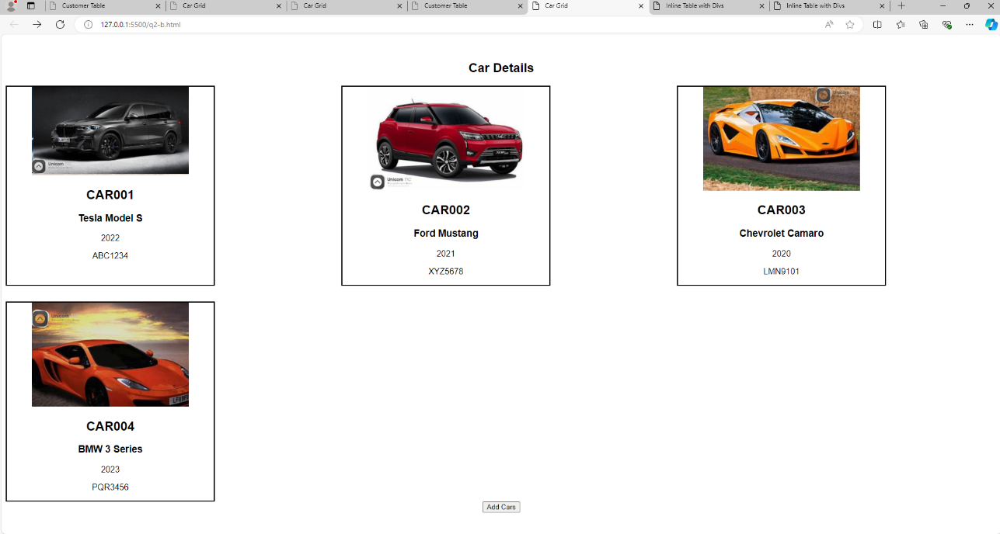 Customer Table
Car Grid
Car Grid
Customer Table
Car Grid
Inline Table with Divs
Inline Table with Divs
127.0.0.1:5500/q2-b.html
Car Details
Unicom TIC
CAR001
Tesla Model S
2022
ABC1234
Unicom TIC
CAR002
Ford Mustang
2021
XYZ5678
CAR003
Chevrolet Camaro
2020
LMN9101
Unicom
CAR004
BMW 3 Series
2023
PQR3456
Add Cars